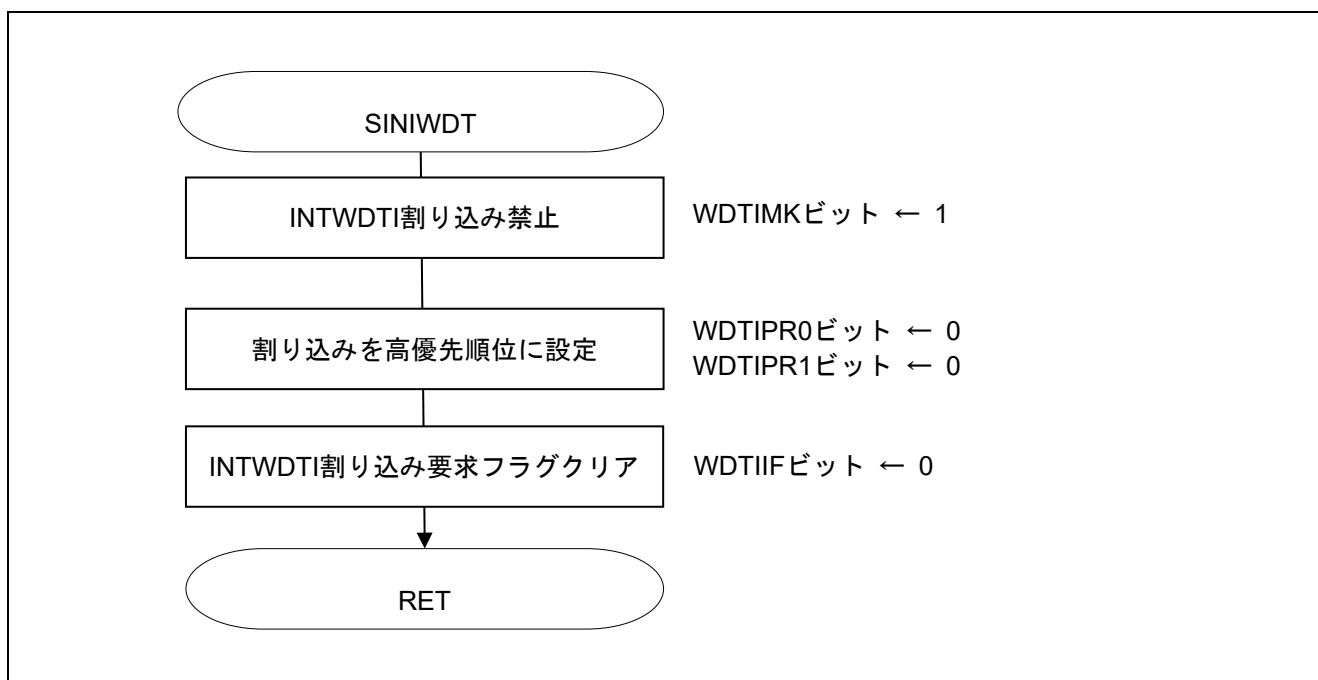 SINIWDT
INTWDTI割り込み禁止
WDTIMKビット ← 1
割り込みを高優先順位に設定
WDTIPR0ビット ← 0
WDTIPR1ビット ← 0
INTWDTI割り込み要求フラグクリア
WDTIIFビット ← 0
RET